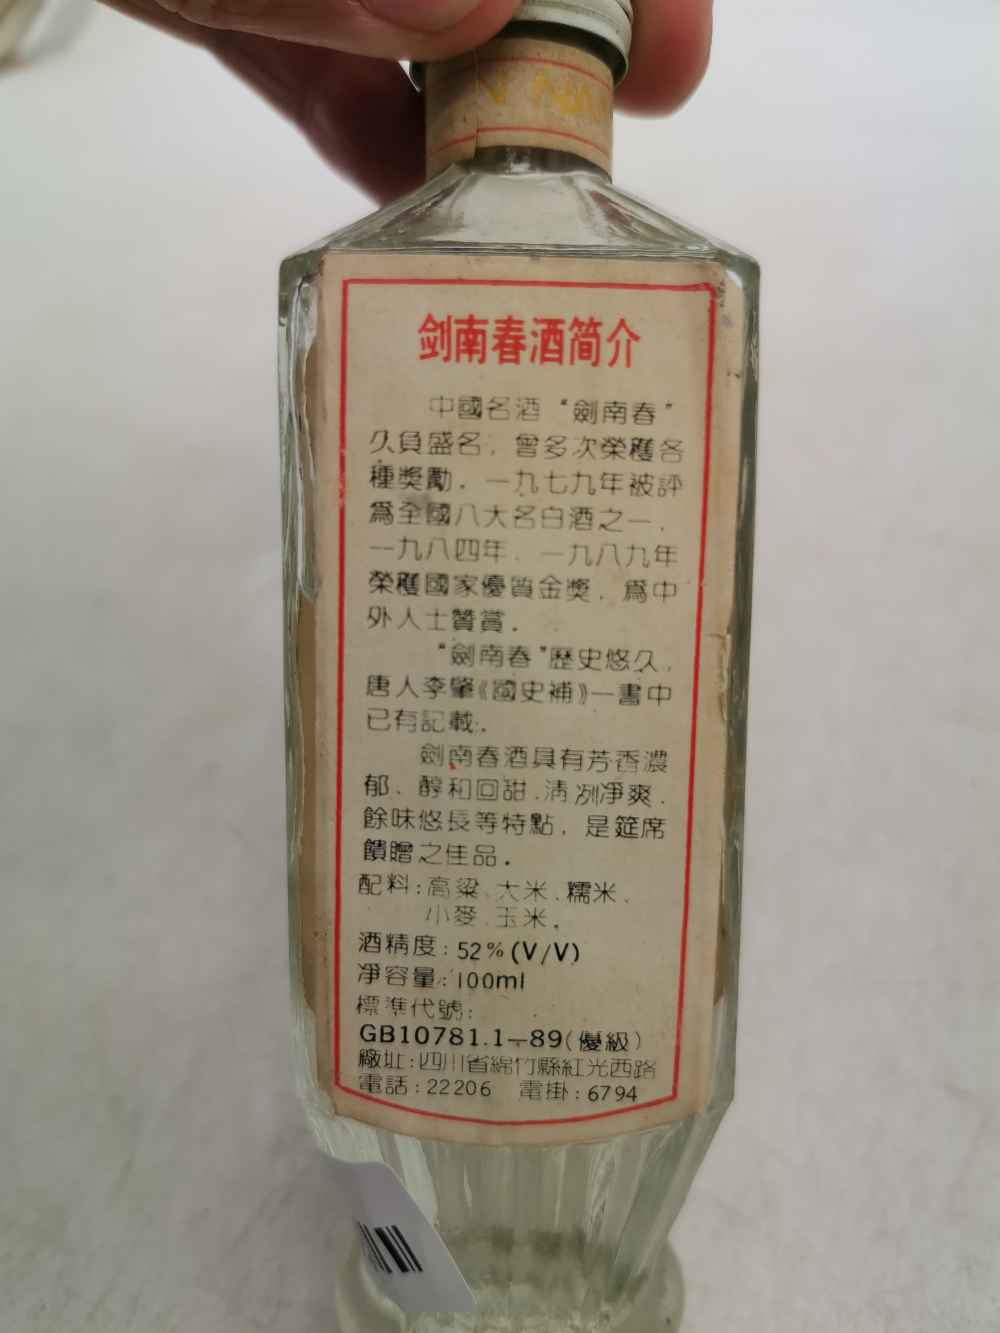 剑南春酒简介
中國名酒“劍南春”
久負盛名，曾多次榮穫各
種獎勵．一九七九年被評
爲全國八大名白酒之一，
一九八四年、一九八九年
榮穫國家優質金獎，爲中
外人士贊賞．
“劍南春”歷史悠久，
唐人李肇《國史補》一書中
已有記載．
劍南春酒具有芳香濃
郁、醇和回甜、清冽凈爽、
餘味悠長等特點，是筵席
饋贈之佳品．
配料：高粱、大米、糯米、
小麥、玉米．
酒精度：52%(V/V)
凈容量：100ml
標準代號：
GB10781.1-89(優級)
廠址：四川省綿竹縣紅光西路
電話：22206 電掛：6794